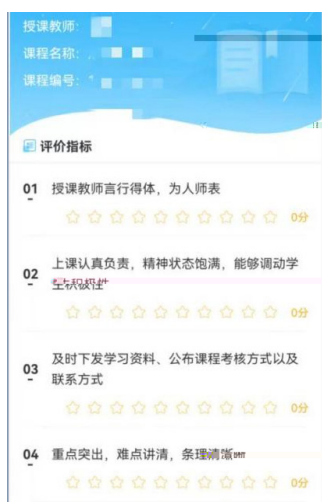 授课教师:
课程名称:
课程编号:
评价指标
01 授课教师言行得体，为人师表
0分
02 上课认真负责，精神状态饱满，能够调动学
生积极性
0分
03 及时下发学习资料、公布课程考核方式以及
联系方式
0分
04 重点突出，难点讲清，条理清晰
0分